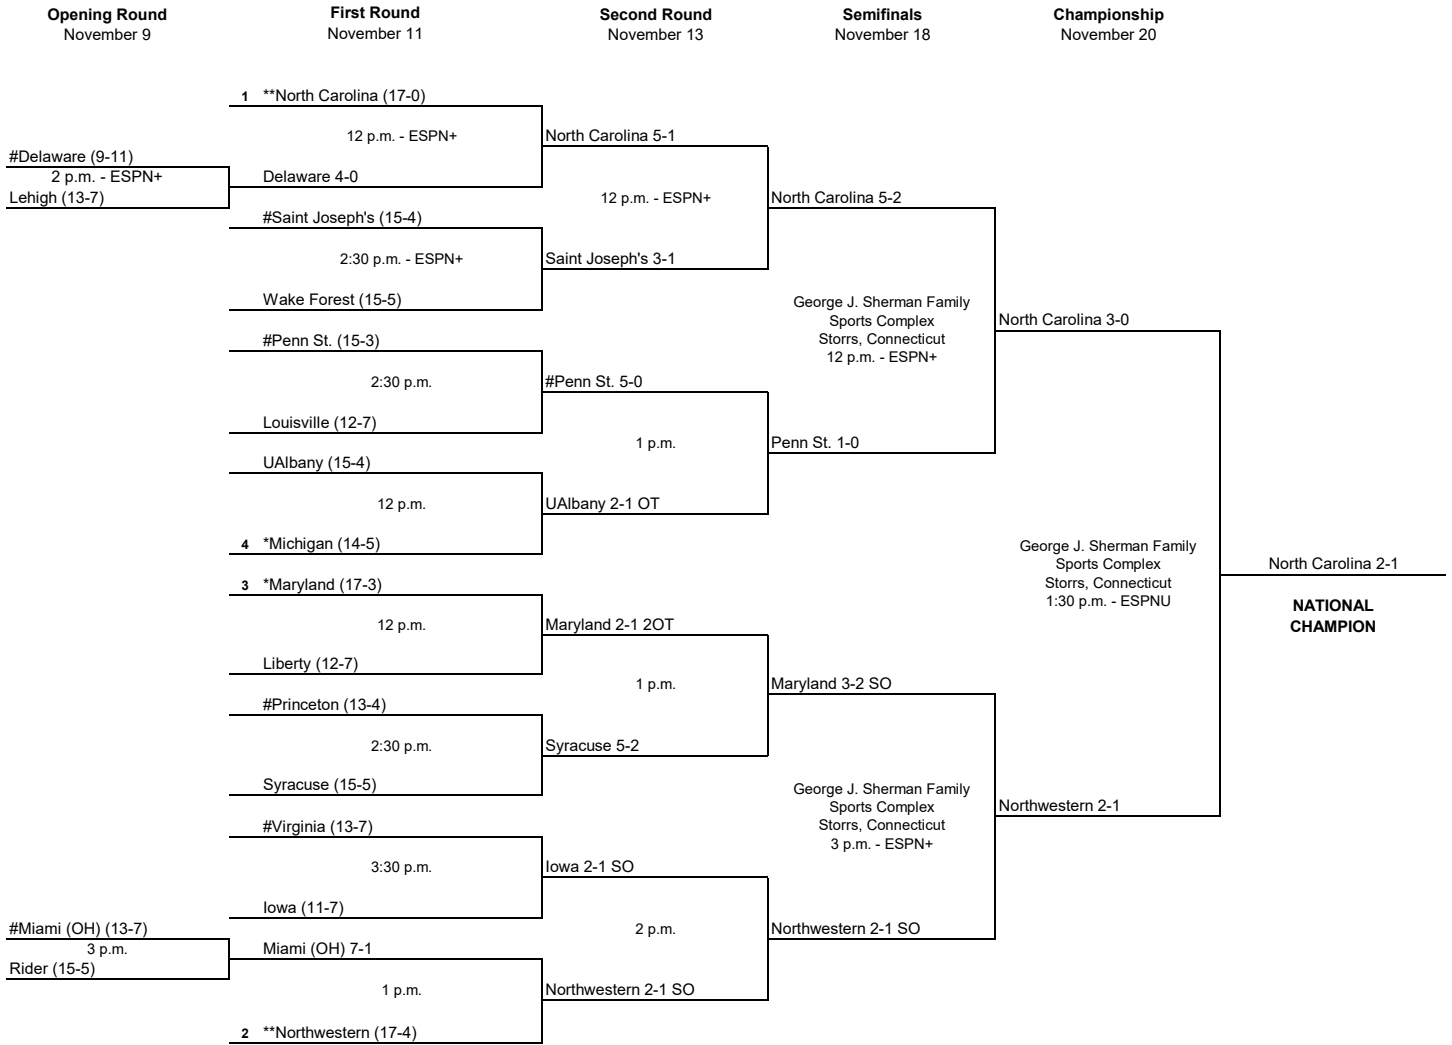 Opening Round
November 9
First Round
November 11
Second Round
November 13
Semifinals
November 18
Championship
November 20
#Delaware (9-11)
2 p.m. - ESPN+
Lehigh (13-7)
#Miami (OH) (13-7)
3 p.m.
Rider (15-5)
1 **North Carolina (17-0)
12 p.m. - ESPN+
Delaware 4-0
#Saint Joseph's (15-4)
2:30 p.m. - ESPN+
Wake Forest (15-5)
#Penn St. (15-3)
2:30 p.m.
Louisville (12-7)
UAlbany (15-4)
12 p.m.
4 *Michigan (14-5)
3 *Maryland (17-3)
12 p.m.
Liberty (12-7)
#Princeton (13-4)
2:30 p.m.
Syracuse (15-5)
#Virginia (13-7)
3:30 p.m.
Iowa (11-7)
Miami (OH) 7-1
1 p.m.
2 **Northwestern (17-4)
North Carolina 5-1
12 p.m. - ESPN+
Saint Joseph's 3-1
#Penn St. 5-0
1 p.m.
UAlbany 2-1 OT
Maryland 2-1 2OT
1 p.m.
Syracuse 5-2
Iowa 2-1 SO
2 p.m.
Northwestern 2-1 SO
North Carolina 5-2
George J. Sherman Family
Sports Complex
Storrs, Connecticut
12 p.m. - ESPN+
Penn St. 1-0
Maryland 3-2 SO
George J. Sherman Family
Sports Complex
Storrs, Connecticut
3 p.m. - ESPN+
Northwestern 2-1 SO
North Carolina 3-0
George J. Sherman Family
Sports Complex
Storrs, Connecticut
1:30 p.m. - ESPNU
Northwestern 2-1
North Carolina 2-1
NATIONAL
CHAMPION